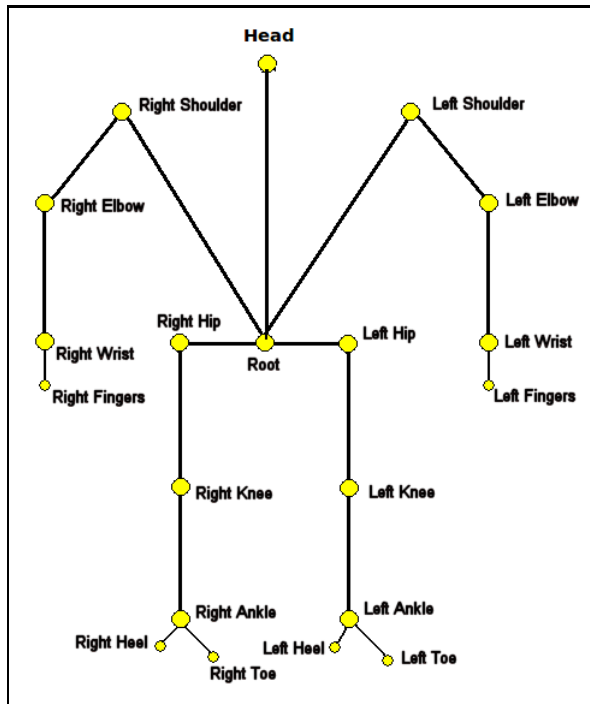 Head
Right Shoulder
Left Shoulder
Right Elbow
Left Elbow
Right Hip
Left Hip
Right Wrist
Root
Left Wrist
Right Fingers
Left Fingers
Right Knee
Left Knee
Right Ankle
Left Ankle
Right Heel
Left Heel
Right Toe
Left Toe